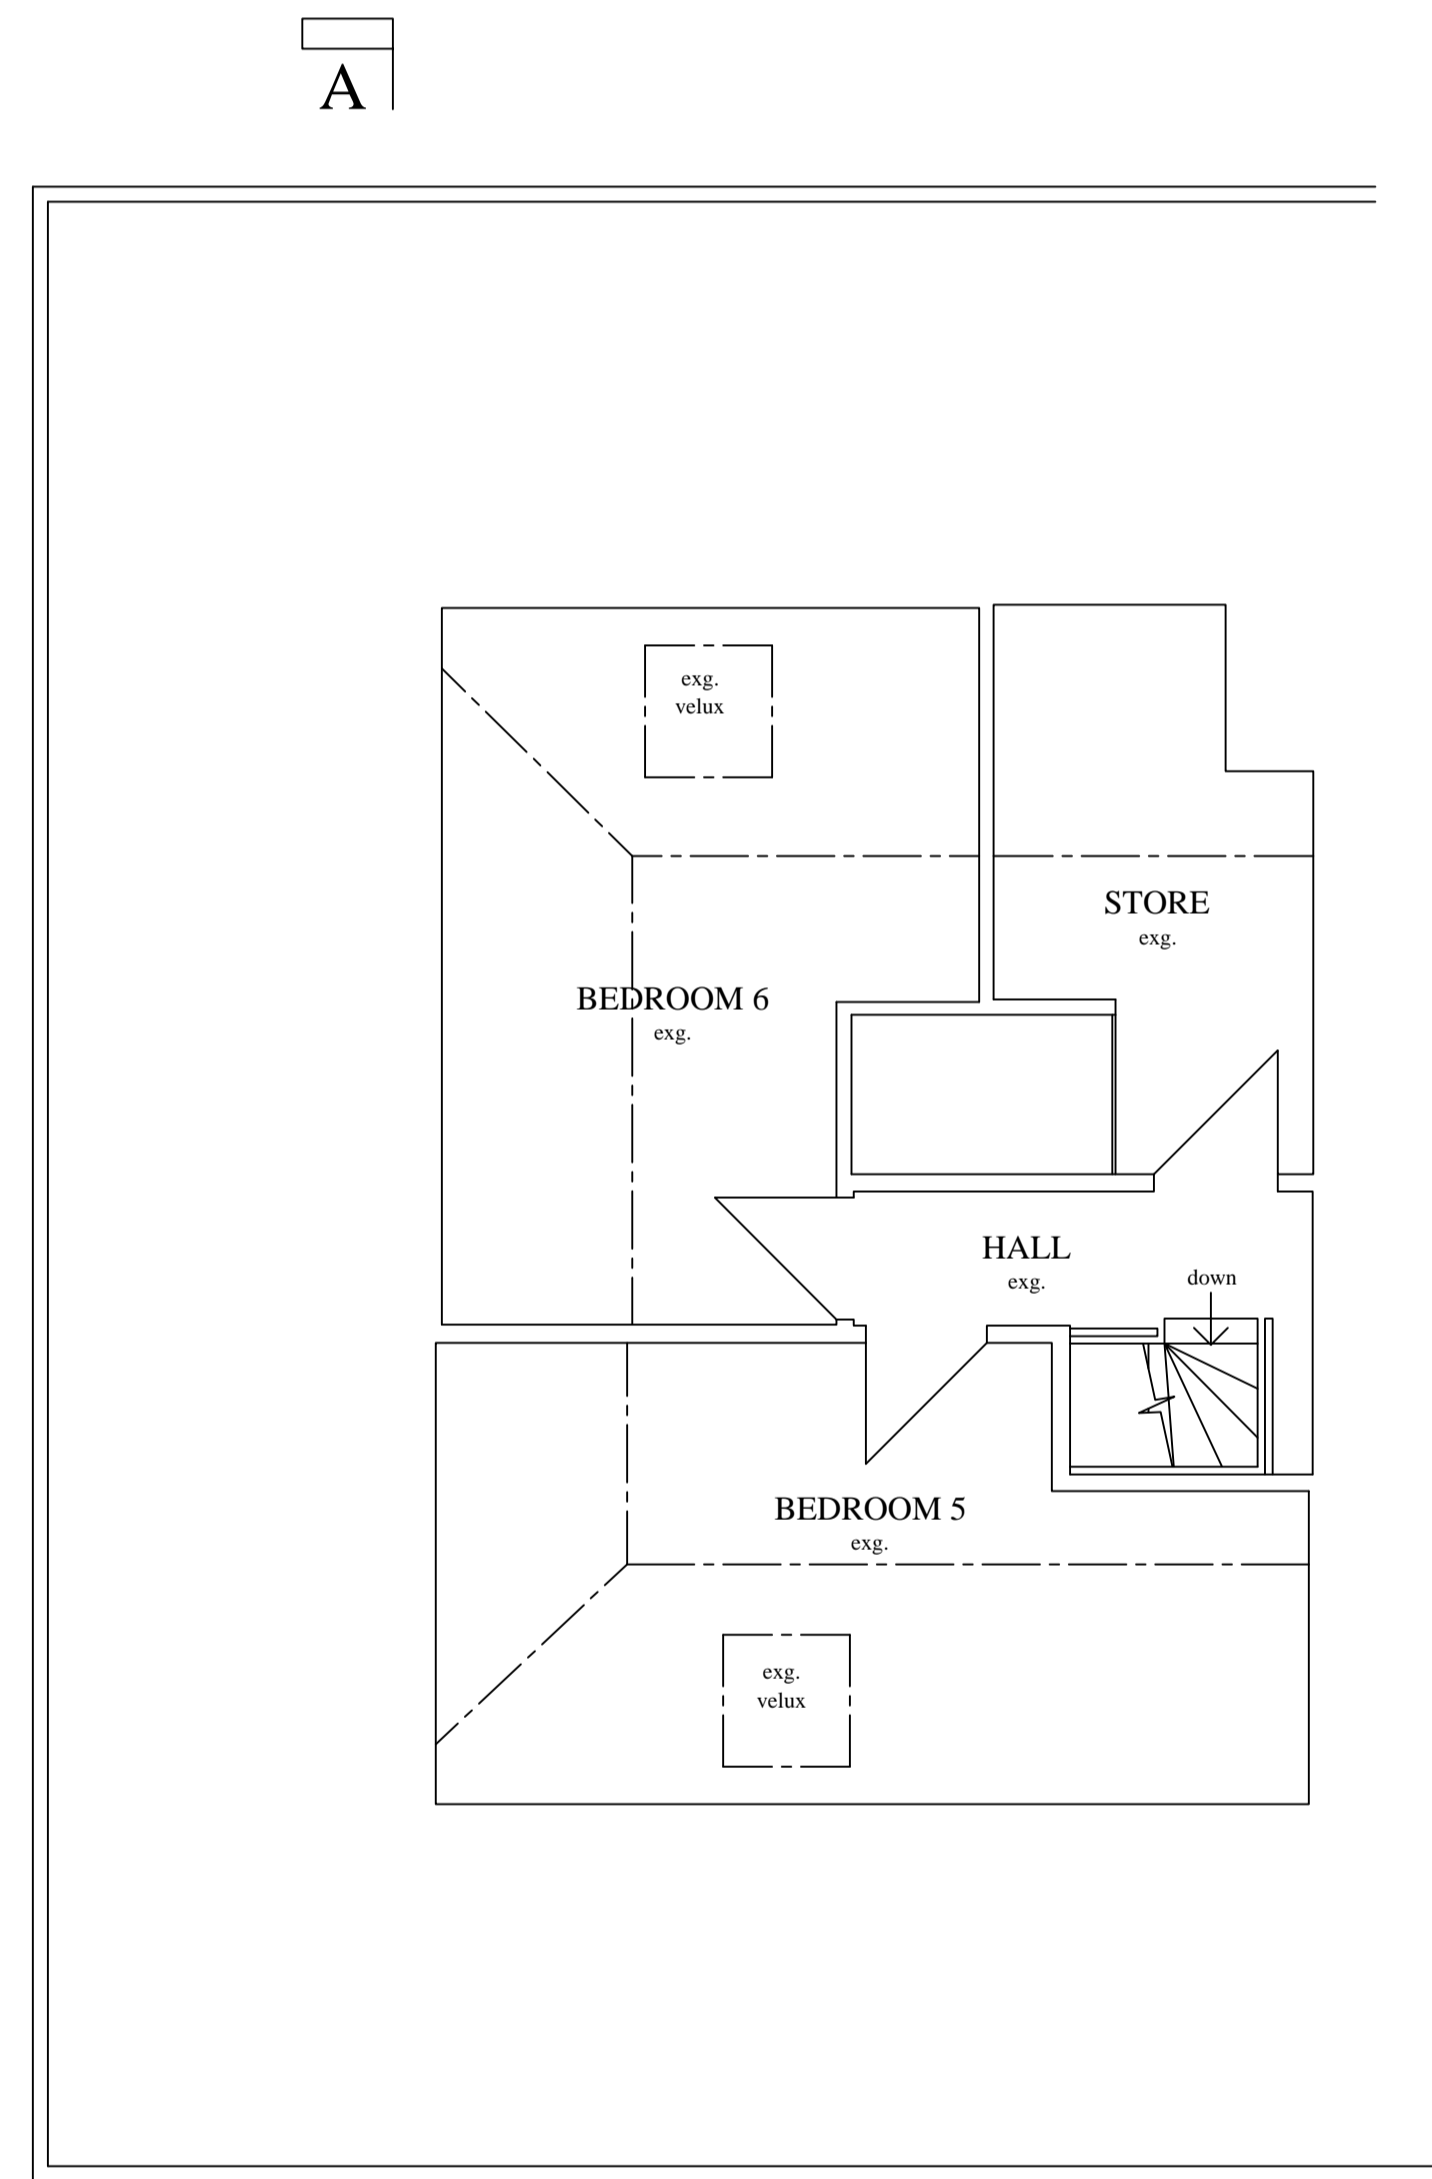 A
exg.
velux
STORE
exg.
BEDROOM 6
exg.
HALL
exg.
down
BEDROOM 5
exg.
exg.
velux